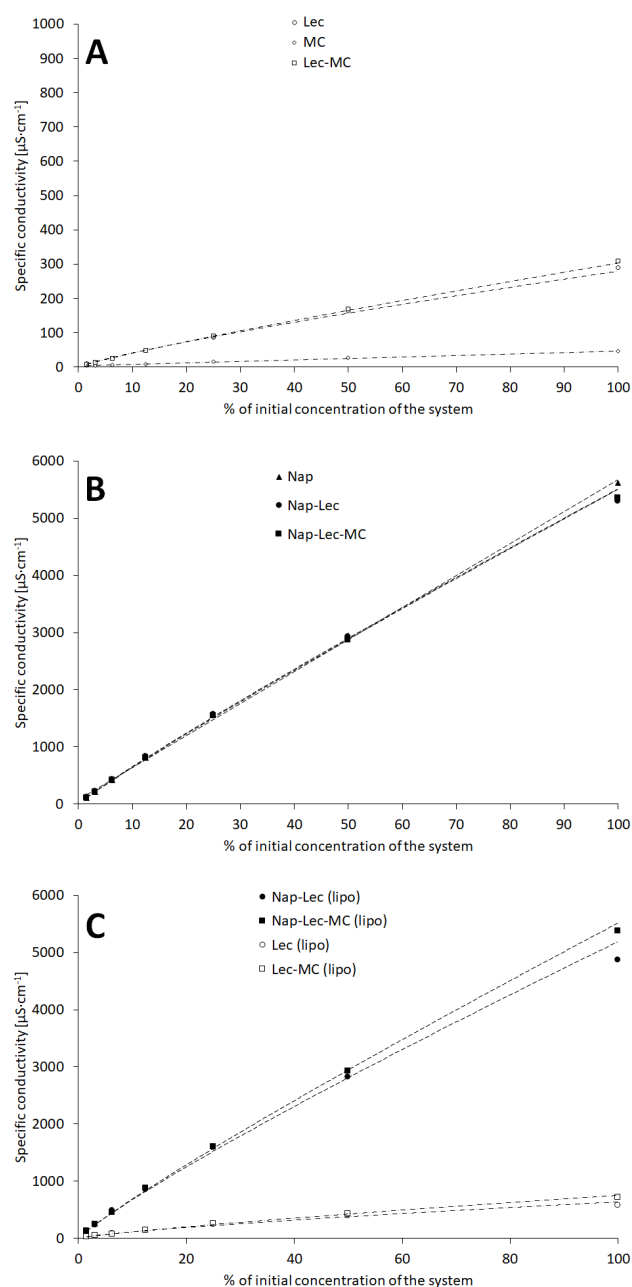 A
Lec
MC
Lec-MC
Specific conductivity [µS·cm⁻¹]
1000
900
800
700
600
500
400
300
200
100
0
0 10 20 30 40 50 60 70 80 90 100
% of initial concentration of the system
B
Nap
Nap-Lec
Nap-Lec-MC
Specific conductivity [µS·cm⁻¹]
6000
5000
4000
3000
2000
1000
0
0 10 20 30 40 50 60 70 80 90 100
% of initial concentration of the system
C
Nap-Lec (lipo)
Nap-Lec-MC (lipo)
Lec (lipo)
Lec-MC (lipo)
Specific conductivity [µS·cm⁻¹]
6000
5000
4000
3000
2000
1000
0
0 10 20 30 40 50 60 70 80 90 100
% of initial concentration of the system